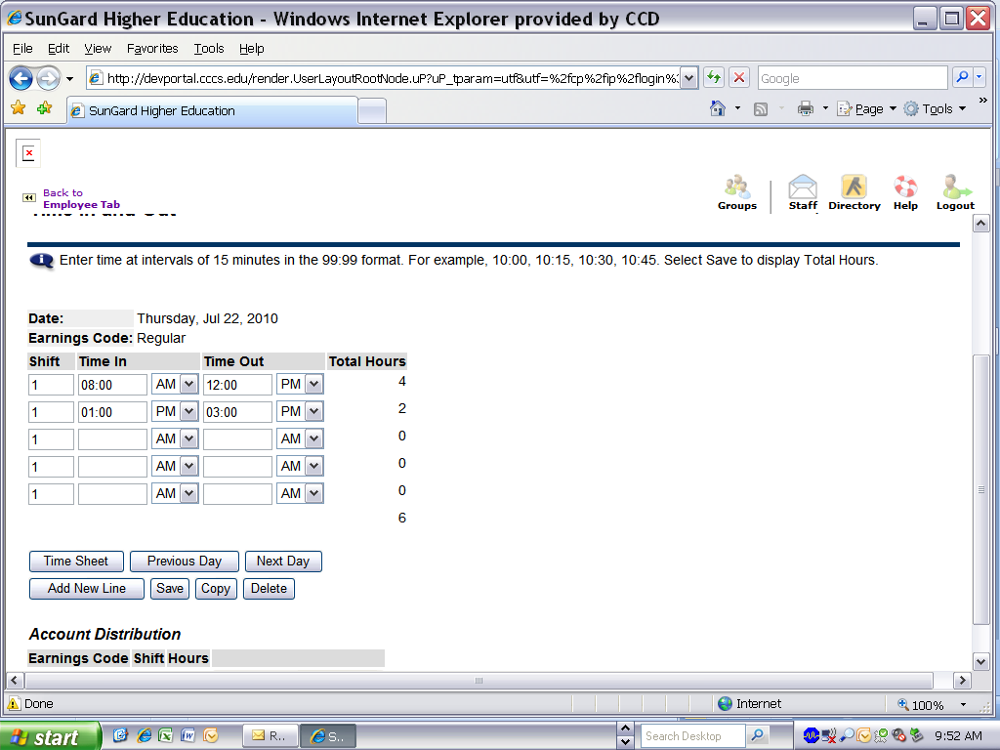 SunGard Higher Education - Windows Internet Explorer provided by CCD
File Edit View Favorites Tools Help
http://devportal.cccs.edu/render.UserLayoutRootNode.uP?uP_tparam=utf&utf=%2fcp%2fip%2flogin%
Google
SunGard Higher Education
Page Tools
Back to
Employee Tab
Groups Staff Directory Help Logout
Time In and Out
Enter time at intervals of 15 minutes in the 99:99 format. For example, 10:00, 10:15, 10:30, 10:45. Select Save to display Total Hours.
Date: Thursday, Jul 22, 2010
Earnings Code: Regular
Shift Time In Time Out Total Hours
1 08:00 AM 12:00 PM 4
1 01:00 PM 03:00 PM 2
1 AM AM 0
1 AM AM 0
1 AM AM 0
6
Time Sheet Previous Day Next Day
Add New Line Save Copy Delete
Account Distribution
Earnings Code Shift Hours
Done Internet 100%
start R.. S.. Search Desktop 9:52 AM